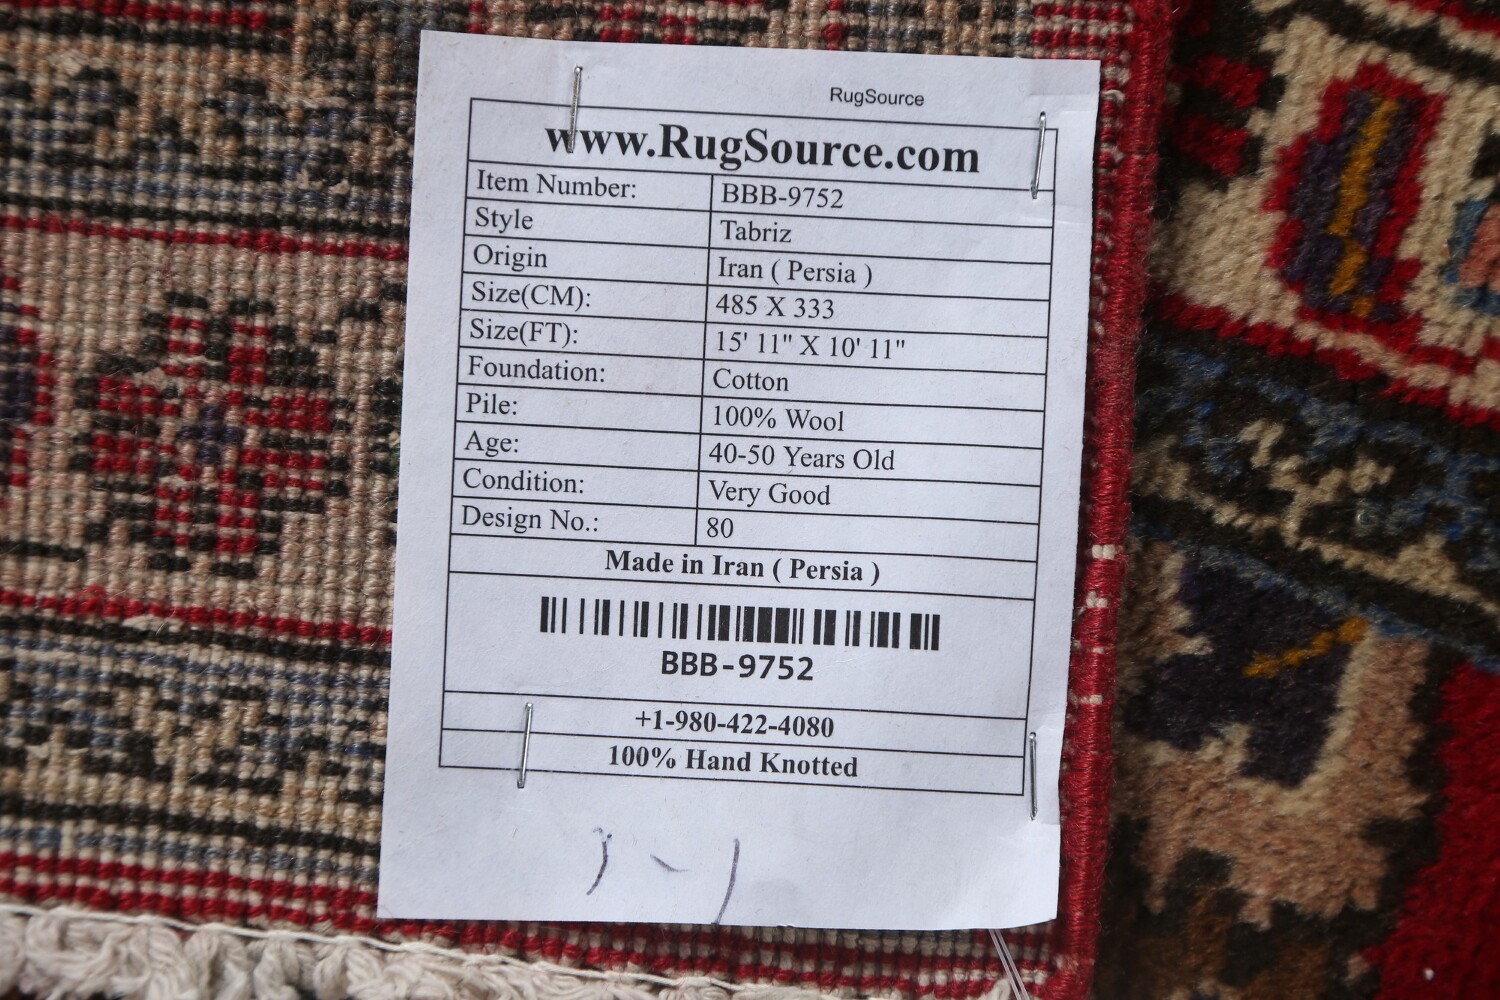 RugSource
www.RugSource.com
Item Number: BBB-9752
Style Tabriz
Origin Iran ( Persia )
Size(CM): 485 X 333
Size(FT): 15' 11" X 10' 11"
Foundation: Cotton
Pile: 100% Wool
Age: 40-50 Years Old
Condition: Very Good
Design No.: 80
Made in Iran ( Persia )
BBB-9752
+1-980-422-4080
100% Hand Knotted